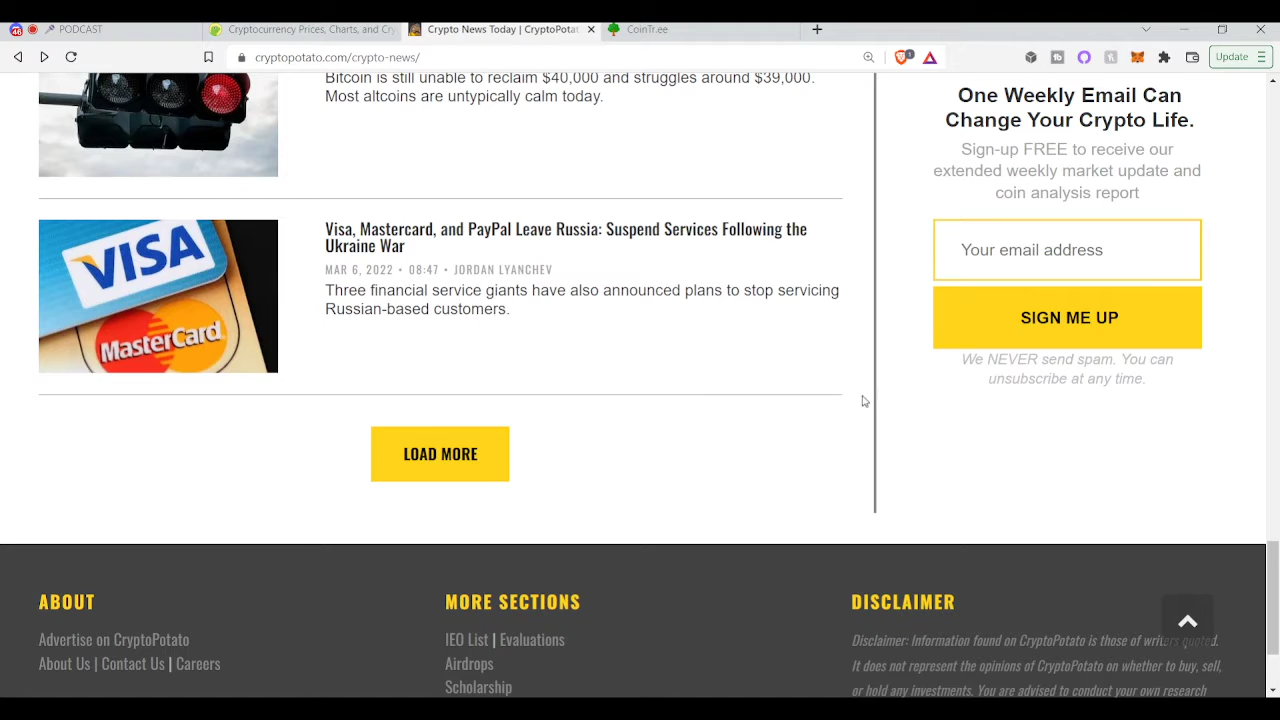 46
PODCAST
Cryptocurrency Prices, Charts, and Cry
Crypto News Today | CryptoPotat
CoinTr.ee
cryptopotato.com/crypto-news/
1
Update
Bitcoin is still unable to reclaim $40,000 and struggles around $39,000.
Most altcoins are untypically calm today.
VISA
MasterCard
Visa, Mastercard, and PayPal Leave Russia: Suspend Services Following the
Ukraine War
MAR 6, 2022 • 08:47 • JORDAN LYANCHEV
Three financial service giants have also announced plans to stop servicing
Russian-based customers.
LOAD MORE
One Weekly Email Can
Change Your Crypto Life.
Sign-up FREE to receive our
extended weekly market update and
coin analysis report
Your email address
SIGN ME UP
We NEVER send spam. You can
unsubscribe at any time.
ABOUT
Advertise on CryptoPotato
About Us | Contact Us | Careers
MORE SECTIONS
IEO List | Evaluations
Airdrops
Scholarship
DISCLAIMER
Disclaimer: Information found on CryptoPotato is those of writers quoted.
It does not represent the opinions of CryptoPotato on whether to buy, sell,
or hold any investments. You are advised to conduct your own research